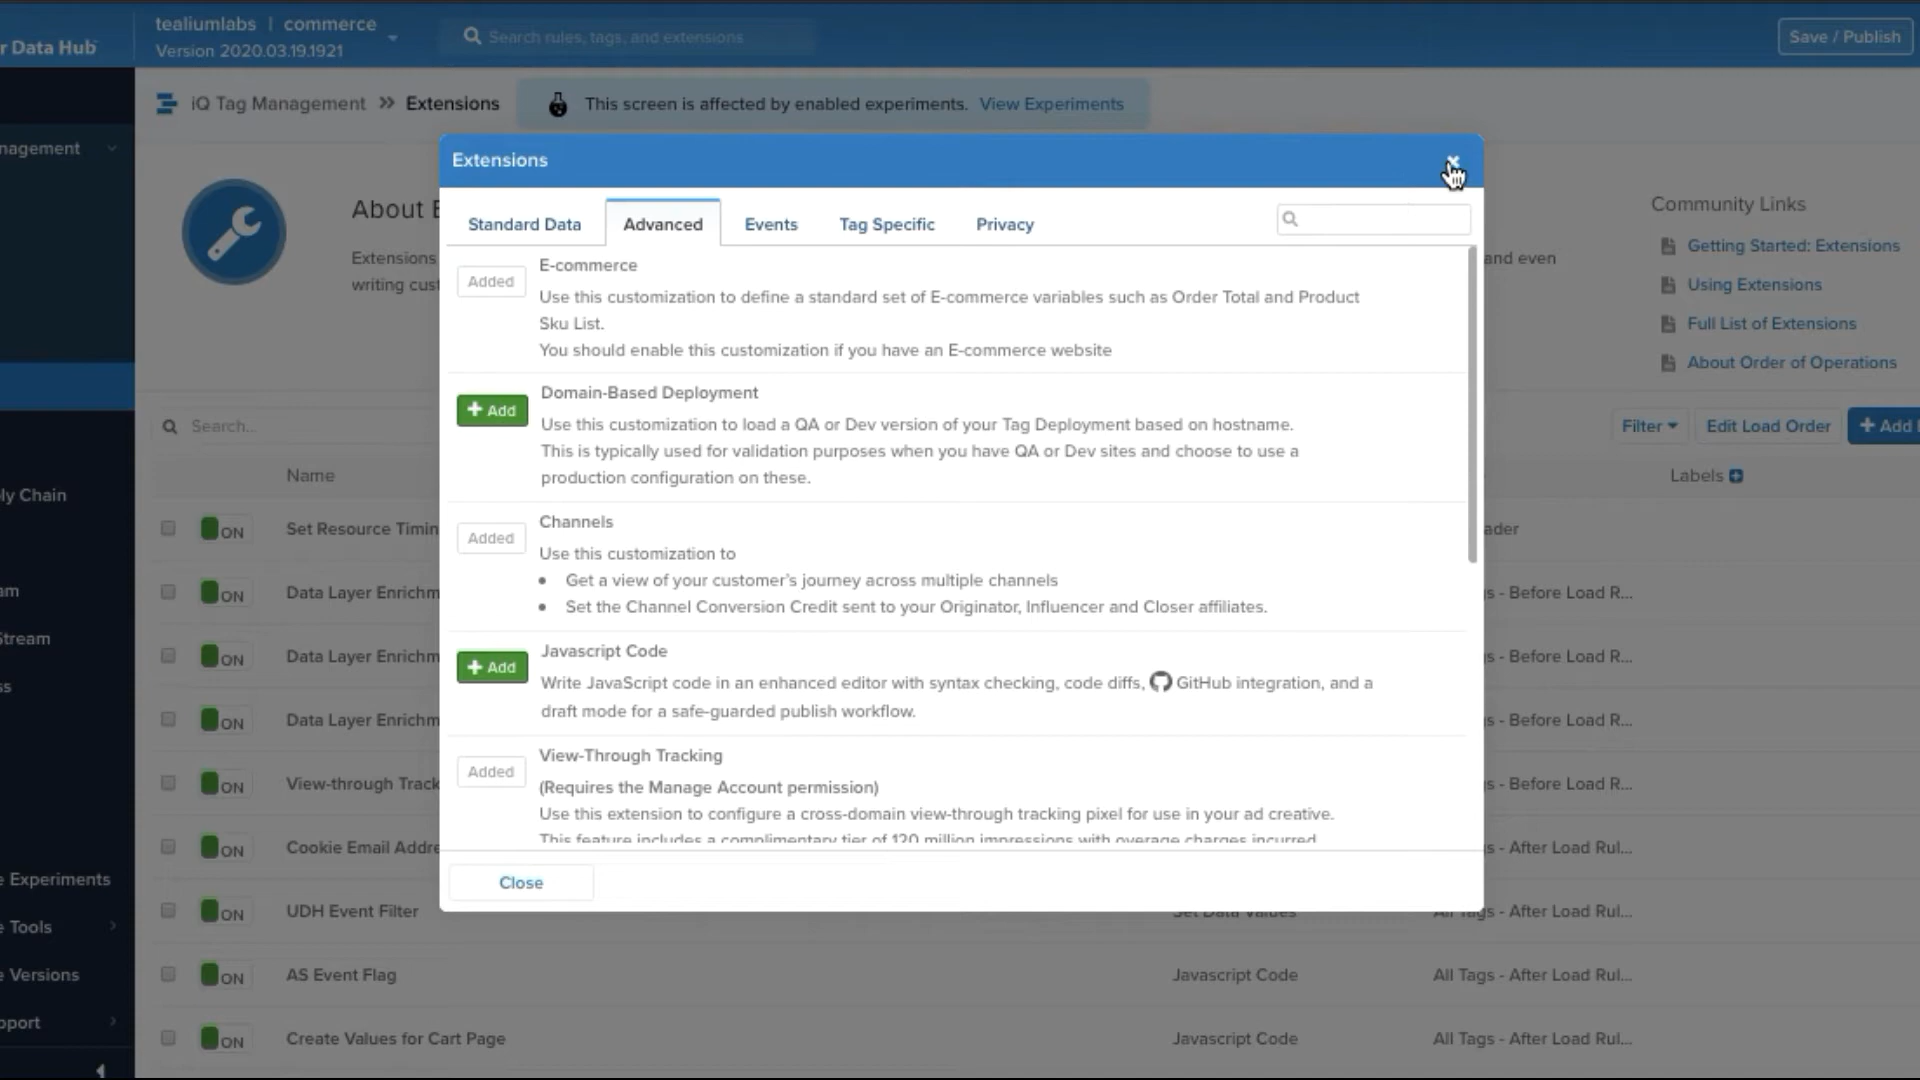 tealiumlabs | commerce
r Data Hub
Version 2020.03.19.1921
Search rules, tags, and extensions
Save / Publish
nagement
ly Chain
am
Stream
ss
e Experiments
e Tools
e Versions
pport
iQ Tag Management >> Extensions
This screen is affected by enabled experiments. View Experiments
About E
Extensions
writing cust
and even
Community Links
Getting Started: Extensions
Using Extensions
Full List of Extensions
About Order of Operations
Search...
Filter
Edit Load Order
+ Add E
Name
Labels
Extensions
Standard Data
Advanced
Events
Tag Specific
Privacy
Added
E-commerce
Use this customization to define a standard set of E-commerce variables such as Order Total and Product
Sku List.
You should enable this customization if you have an E-commerce website
+ Add
Domain-Based Deployment
Use this customization to load a QA or Dev version of your Tag Deployment based on hostname.
This is typically used for validation purposes when you have QA or Dev sites and choose to use a
production configuration on these.
Added
Channels
Use this customization to
• Get a view of your customer's journey across multiple channels
• Set the Channel Conversion Credit sent to your Originator, Influencer and Closer affiliates.
+ Add
Javascript Code
Write JavaScript code in an enhanced editor with syntax checking, code diffs, GitHub integration, and a
draft mode for a safe-guarded publish workflow.
Added
View-Through Tracking
(Requires the Manage Account permission)
Use this extension to configure a cross-domain view-through tracking pixel for use in your ad creative.
This feature includes a complimentary tier of 120 million impressions with overage charges incurred
Close
ON Set Resource Timin ader
ON Data Layer Enrichm s - Before Load R...
ON Data Layer Enrichm s - Before Load R...
ON Data Layer Enrichm s - Before Load R...
ON View-through Track s - Before Load R...
ON Cookie Email Addre s - After Load Rul...
ON UDH Event Filter Set Data Values All Tags - After Load Rul...
ON AS Event Flag Javascript Code All Tags - After Load Rul...
ON Create Values for Cart Page Javascript Code All Tags - After Load Rul...